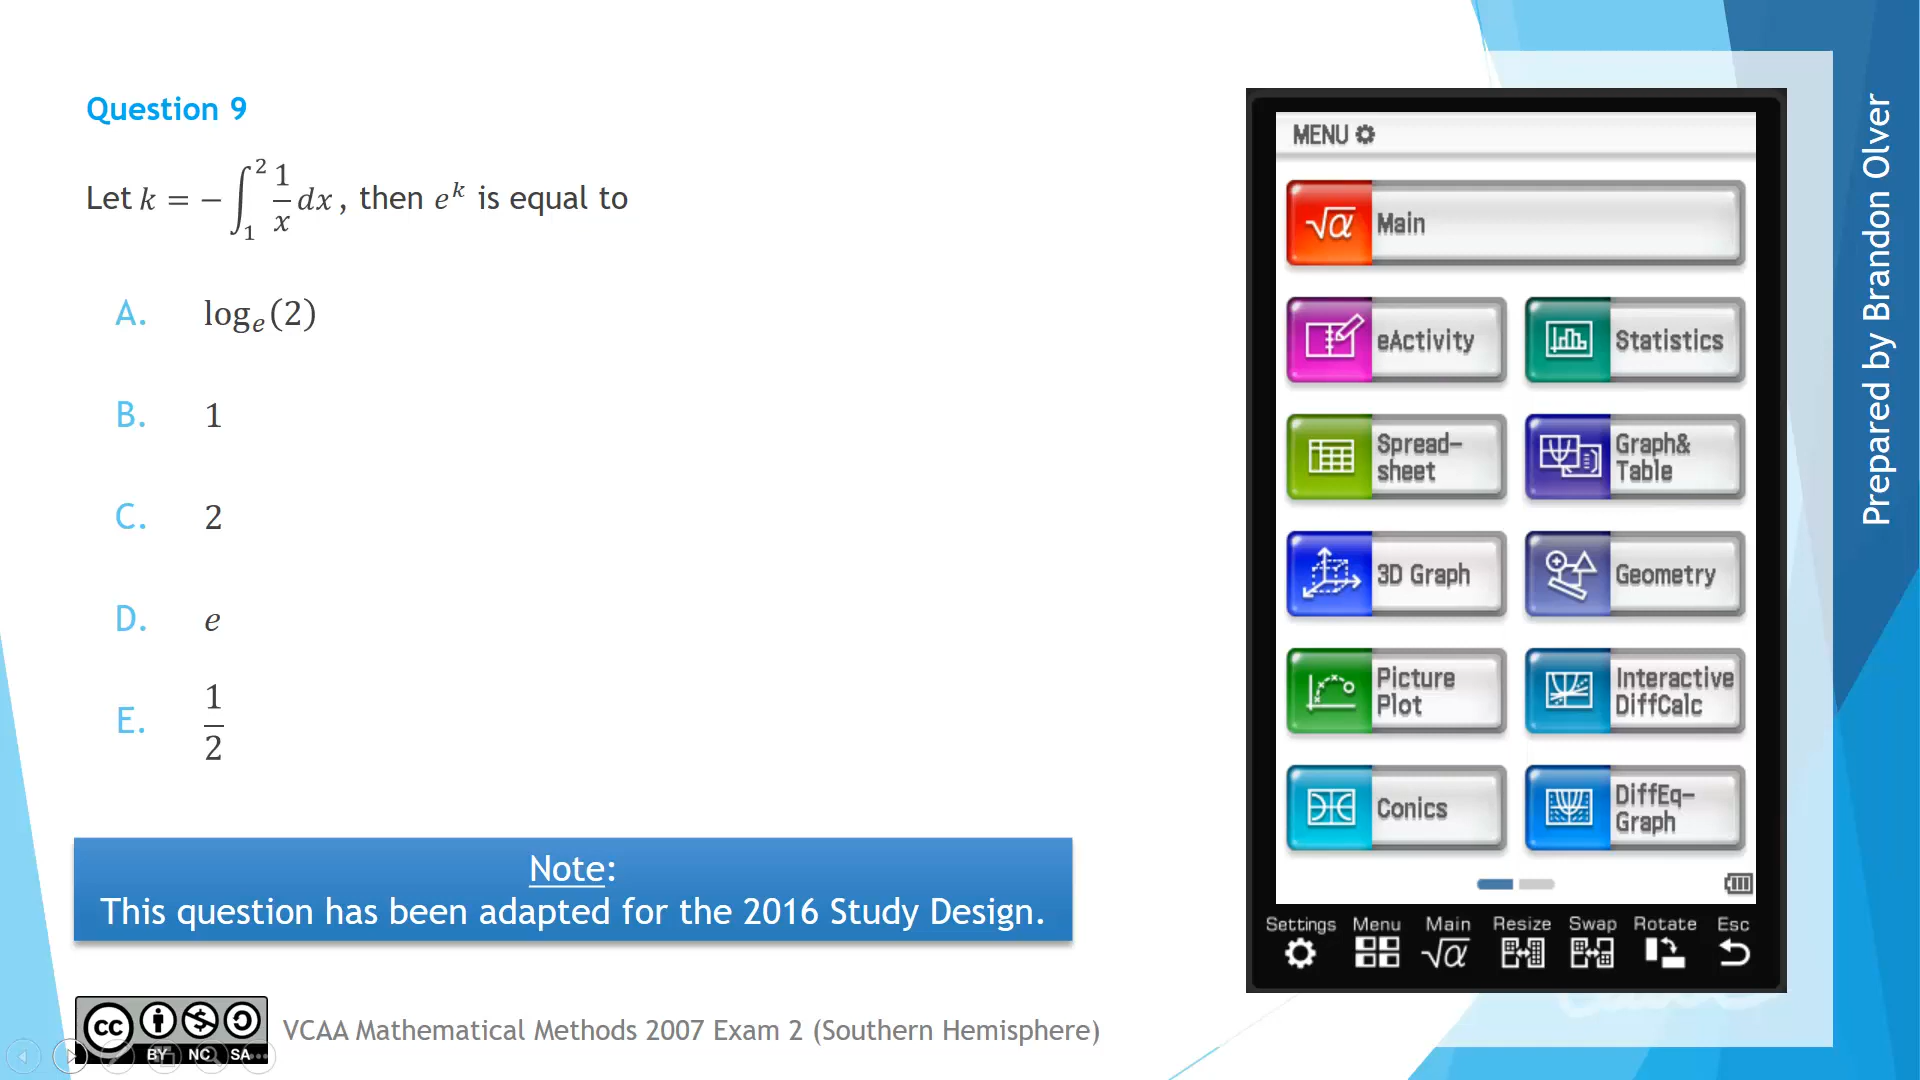 Question 9
Let k = −∫₁² 1/x dx, then eᵏ is equal to
A. logₑ(2)
B. 1
C. 2
D. e
E. 1/2
Note:
This question has been adapted for the 2016 Study Design.
cc BY NC SA
VCAA Mathematical Methods 2007 Exam 2 (Southern Hemisphere)
MENU
√α Main
eActivity
Statistics
Spread-
sheet
Graph&
Table
3D Graph
Geometry
Picture
Plot
Interactive
DiffCalc
Conics
DiffEq-
Graph
Settings Menu Main Resize Swap Rotate Esc
√α
Prepared by Brandon Olver